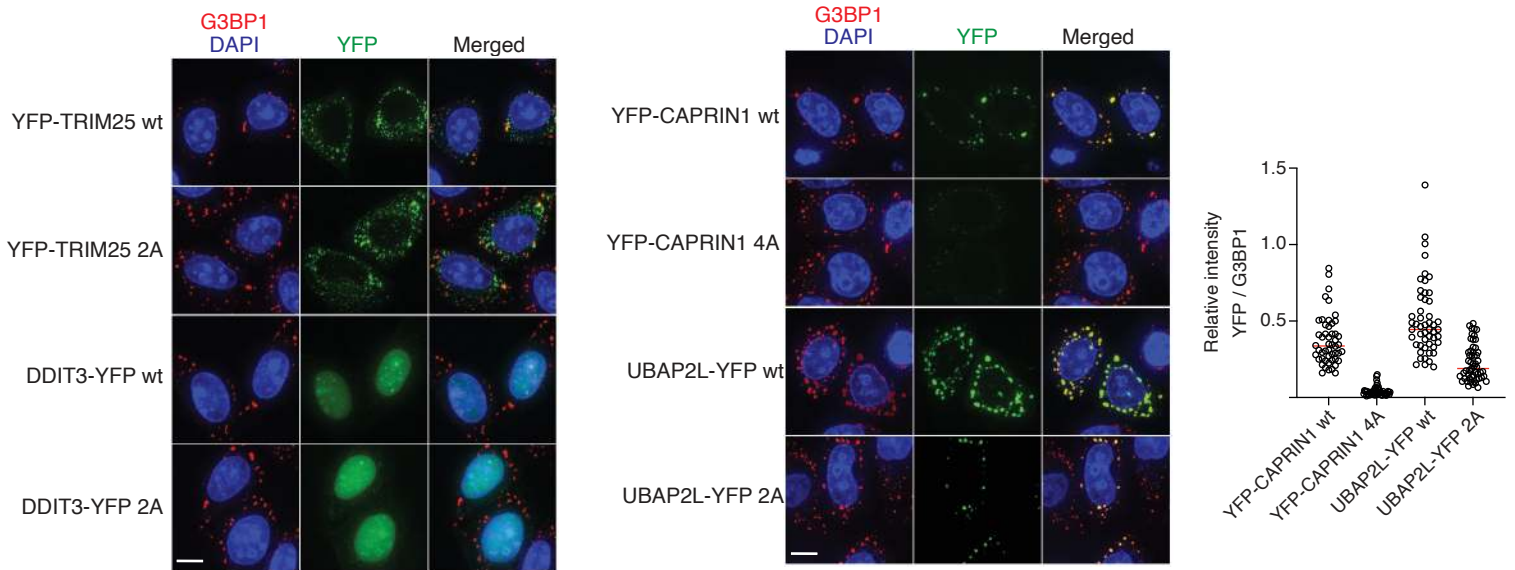 G3BP1
DAPI
YFP
Merged
YFP-TRIM25 wt
YFP-TRIM25 2A
DDIT3-YFP wt
DDIT3-YFP 2A
G3BP1
DAPI
YFP
Merged
YFP-CAPRIN1 wt
YFP-CAPRIN1 4A
UBAP2L-YFP wt
UBAP2L-YFP 2A
Relative intensity
YFP / G3BP1
1.5
1.0
0.5
YFP-CAPRIN1 wt
YFP-CAPRIN1 4A
UBAP2L-YFP wt
UBAP2L-YFP 2A